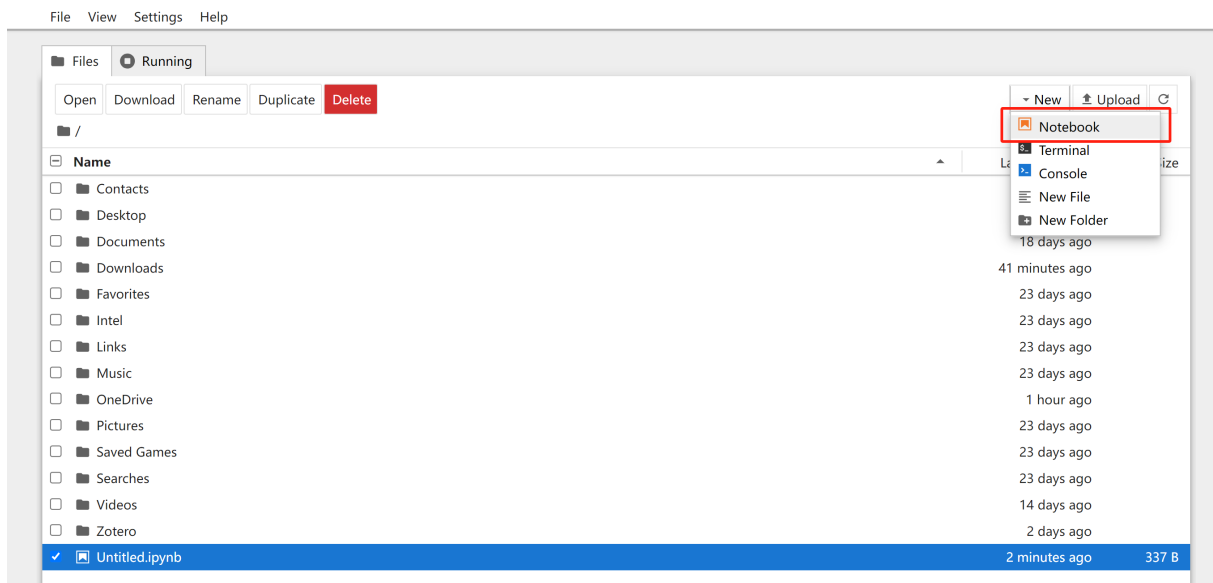 File View Settings Help
Files Running
Open Download Rename Duplicate Delete New Upload
/
Notebook
Terminal
Console
New File
New Folder
Name
Contacts
Desktop
Documents 18 days ago
Downloads 41 minutes ago
Favorites 23 days ago
Intel 23 days ago
Links 23 days ago
Music 23 days ago
OneDrive 1 hour ago
Pictures 23 days ago
Saved Games 23 days ago
Searches 23 days ago
Videos 14 days ago
Zotero 2 days ago
Untitled.ipynb 2 minutes ago 337 B